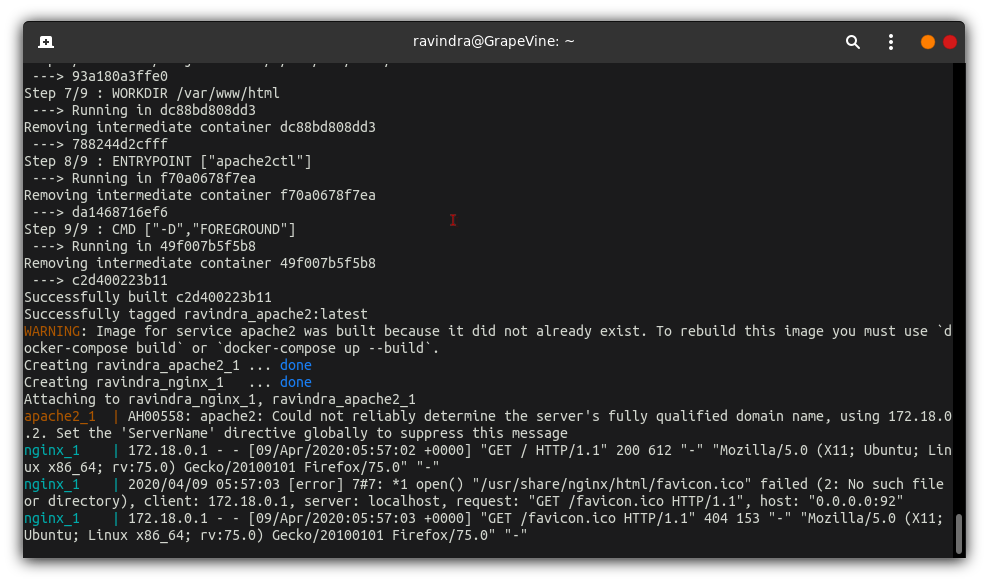 ravindra@GrapeVine: ~
---> 93a180a3ffe0
Step 7/9 : WORKDIR /var/www/html
---> Running in dc88bd808dd3
Removing intermediate container dc88bd808dd3
---> 788244d2cfff
Step 8/9 : ENTRYPOINT ["apache2ctl"]
---> Running in f70a0678f7ea
Removing intermediate container f70a0678f7ea
---> da1468716ef6
Step 9/9 : CMD ["-D","FOREGROUND"]
---> Running in 49f007b5f5b8
Removing intermediate container 49f007b5f5b8
---> c2d400223b11
Successfully built c2d400223b11
Successfully tagged ravindra_apache2:latest
WARNING: Image for service apache2 was built because it did not already exist. To rebuild this image you must use `d
ocker-compose build` or `docker-compose up --build`.
Creating ravindra_apache2_1 ... done
Creating ravindra_nginx_1   ... done
Attaching to ravindra_nginx_1, ravindra_apache2_1
apache2_1  | AH00558: apache2: Could not reliably determine the server's fully qualified domain name, using 172.18.0
.2. Set the 'ServerName' directive globally to suppress this message
nginx_1    | 172.18.0.1 - - [09/Apr/2020:05:57:02 +0000] "GET / HTTP/1.1" 200 612 "-" "Mozilla/5.0 (X11; Ubuntu; Lin
ux x86_64; rv:75.0) Gecko/20100101 Firefox/75.0" "-"
nginx_1    | 2020/04/09 05:57:03 [error] 7#7: *1 open() "/usr/share/nginx/html/favicon.ico" failed (2: No such file
or directory), client: 172.18.0.1, server: localhost, request: "GET /favicon.ico HTTP/1.1", host: "0.0.0.0:92"
nginx_1    | 172.18.0.1 - - [09/Apr/2020:05:57:03 +0000] "GET /favicon.ico HTTP/1.1" 404 153 "-" "Mozilla/5.0 (X11;
Ubuntu; Linux x86_64; rv:75.0) Gecko/20100101 Firefox/75.0" "-"